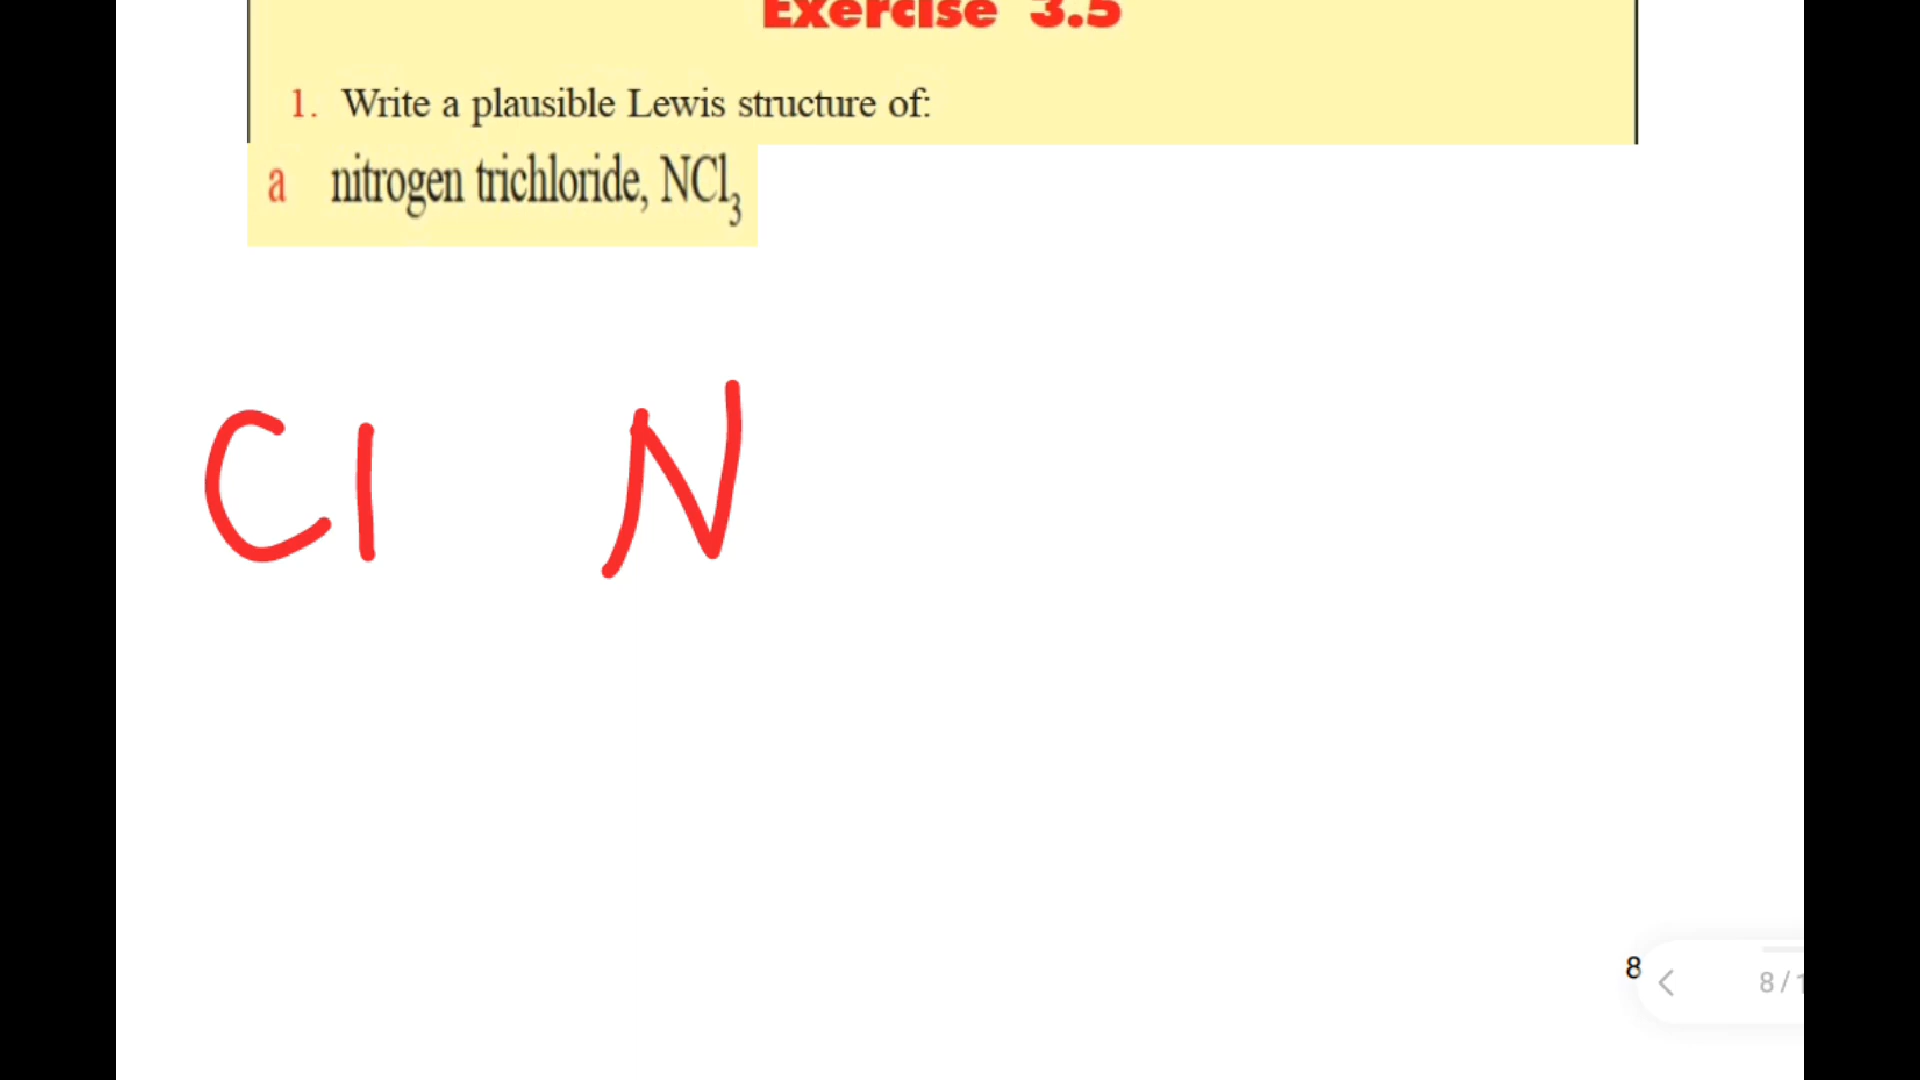 Exercise 3.5
1. Write a plausible Lewis structure of:
a nitrogen trichloride, NCl₃
Cl N
8
8 / 1